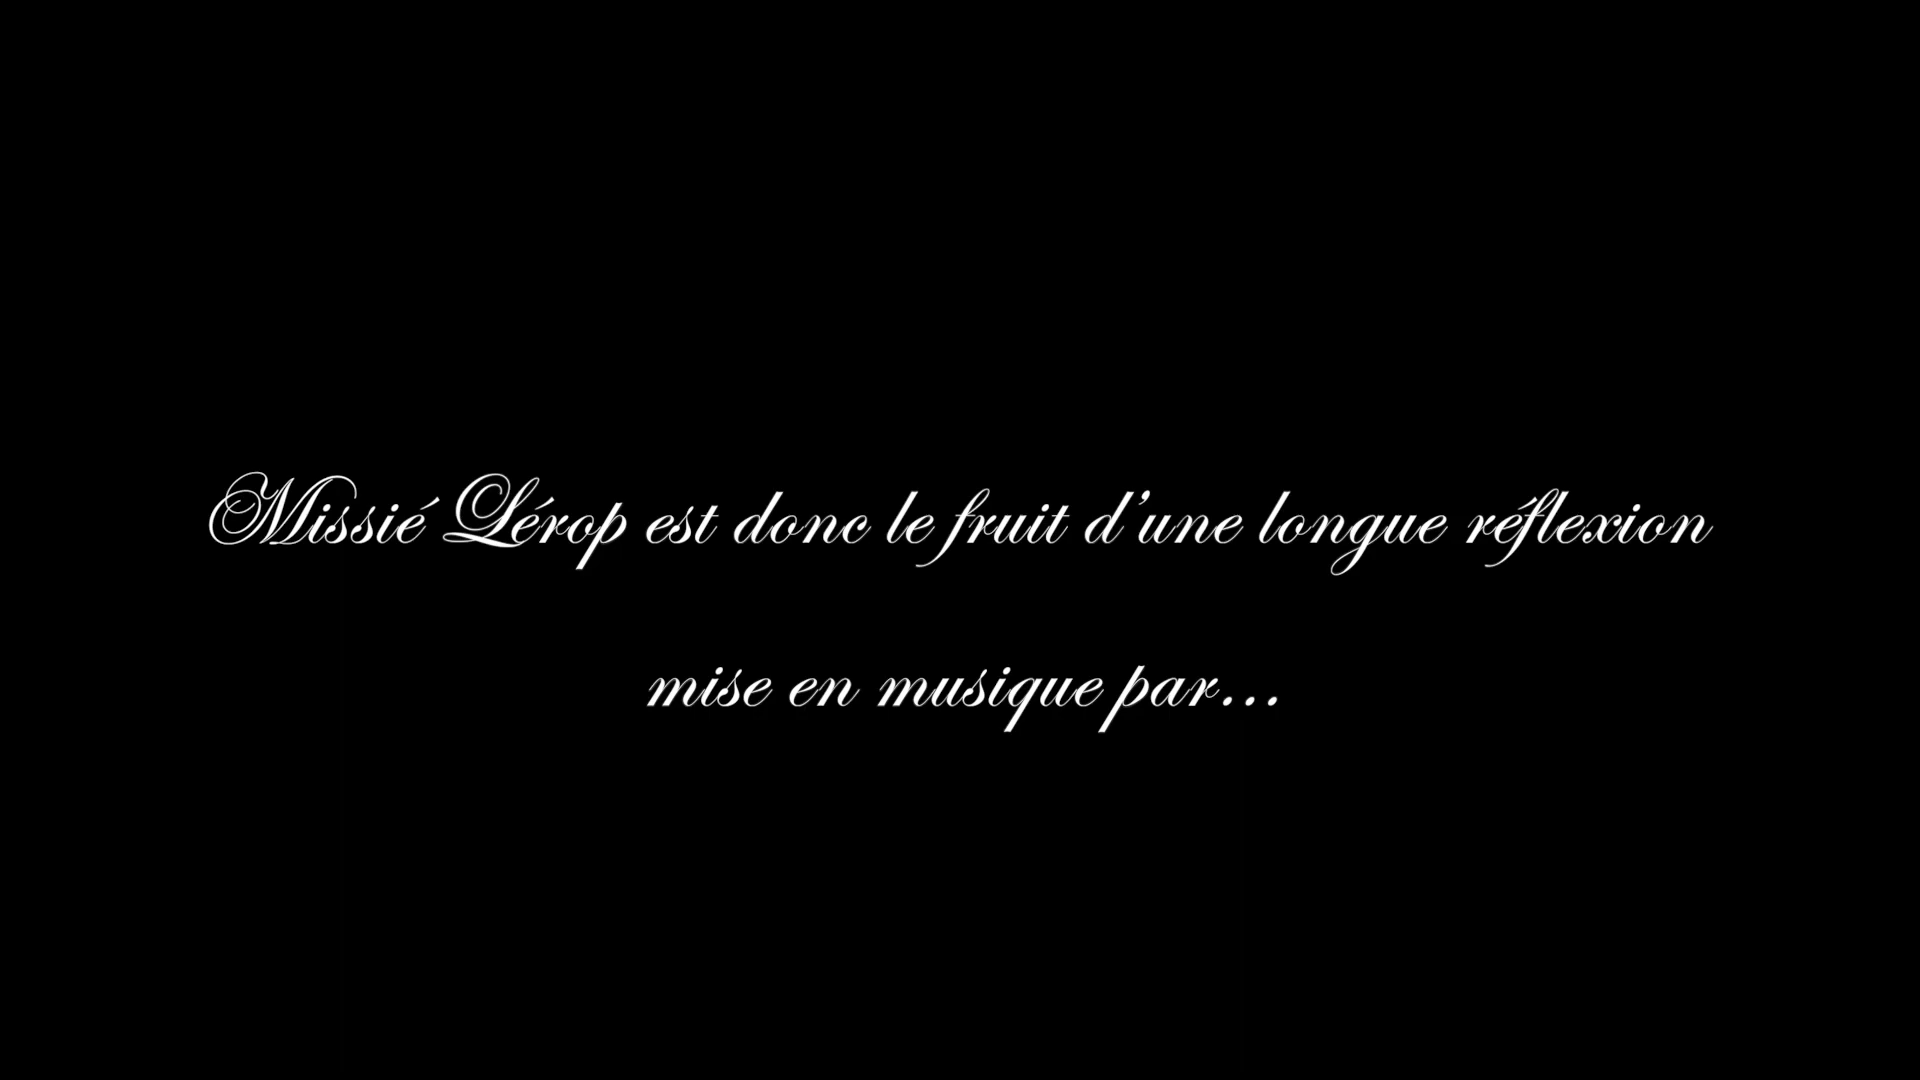 Missié Lérop est donc le fruit d’une longue réflexion
mise en musique par...